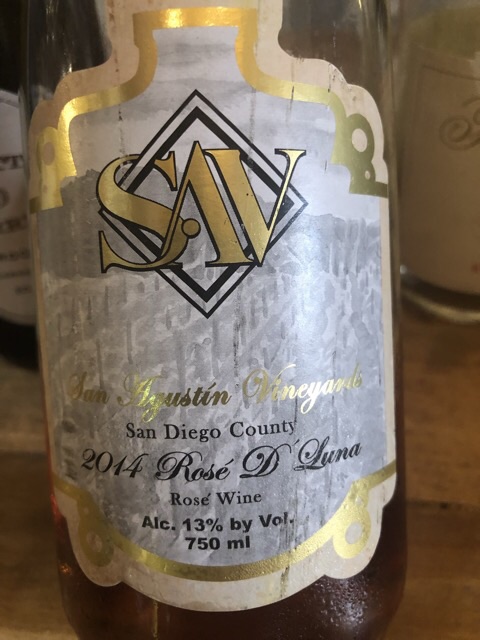 SAV
San Agustín Vineyards
San Diego County
2014 Rosé D'Luna
Rosé Wine
Alc. 13% by Vol.
750 ml